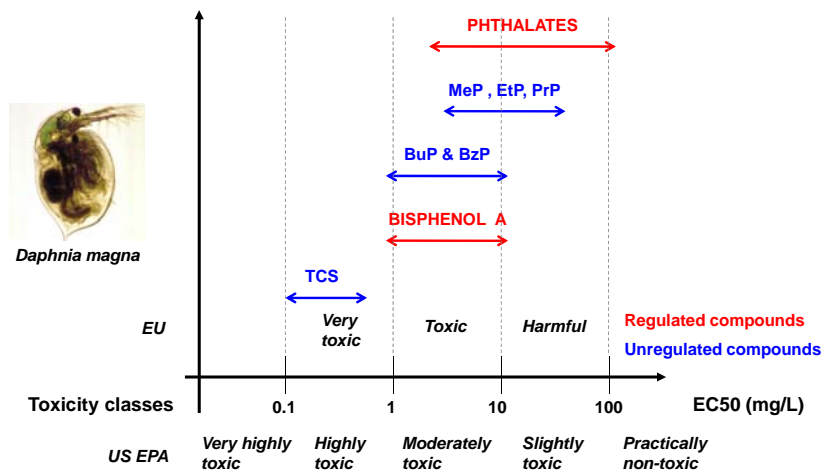 PHTHALATES
MeP , EtP, PrP
BuP & BzP
BISPHENOL A
Daphnia magna
TCS
EU
Very
toxic
Toxic
Harmful
Regulated compounds
Unregulated compounds
Toxicity classes
0.1
1
10
100
EC50 (mg/L)
US EPA
Very highly
toxic
Highly
toxic
Moderately
toxic
Slightly
toxic
Practically
non-toxic